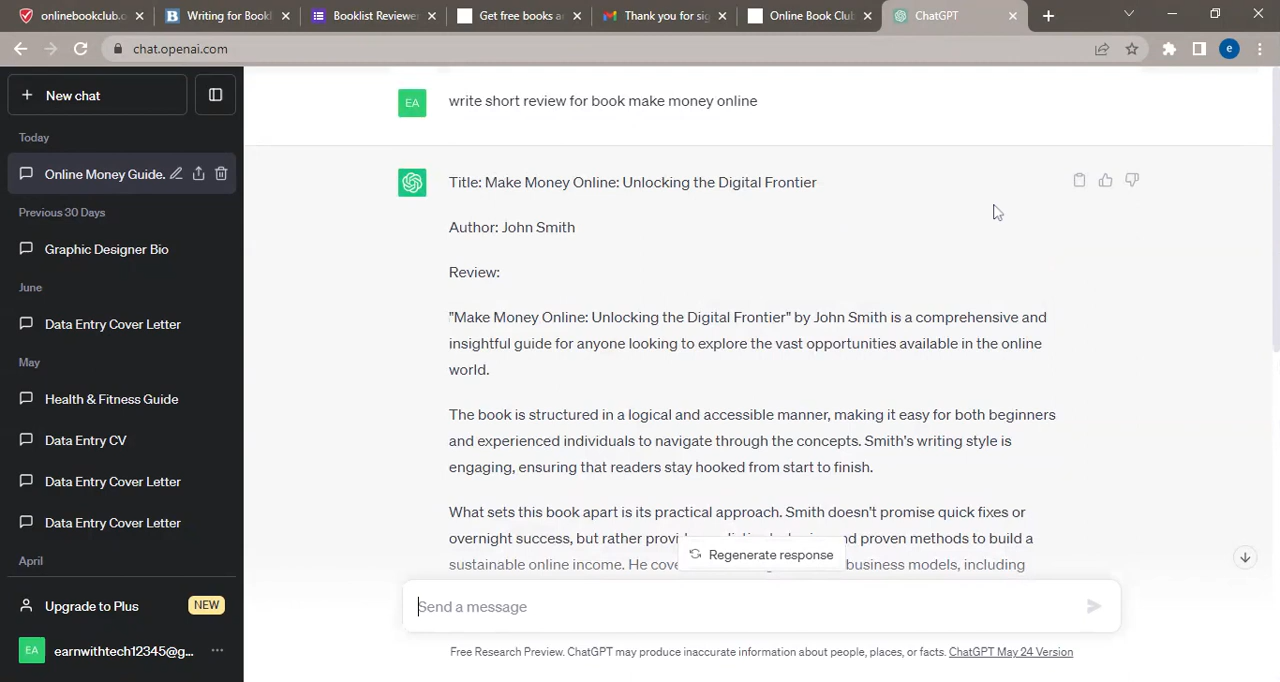 onlinebookclub.o
Writing for Bookl
Booklist Reviewe
Get free books a
Thank you for sig
Online Book Clu
ChatGPT
chat.openai.com
e
New chat
Today
Online Money Guide.
Previous 30 Days
Graphic Designer Bio
June
Data Entry Cover Letter
May
Health & Fitness Guide
Data Entry CV
Data Entry Cover Letter
Data Entry Cover Letter
April
Upgrade to Plus NEW
EA earnwithtech12345@g...
EA write short review for book make money online
Title: Make Money Online: Unlocking the Digital Frontier
Author: John Smith
Review:
"Make Money Online: Unlocking the Digital Frontier" by John Smith is a comprehensive and
insightful guide for anyone looking to explore the vast opportunities available in the online
world.
The book is structured in a logical and accessible manner, making it easy for both beginners
and experienced individuals to navigate through the concepts. Smith's writing style is
engaging, ensuring that readers stay hooked from start to finish.
What sets this book apart is its practical approach. Smith doesn't promise quick fixes or
overnight success, but rather and proven methods to build a
sustainable online income. He business models, including
Regenerate response
Send a message
Free Research Preview. ChatGPT may produce inaccurate information about people, places, or facts. ChatGPT May 24 Version